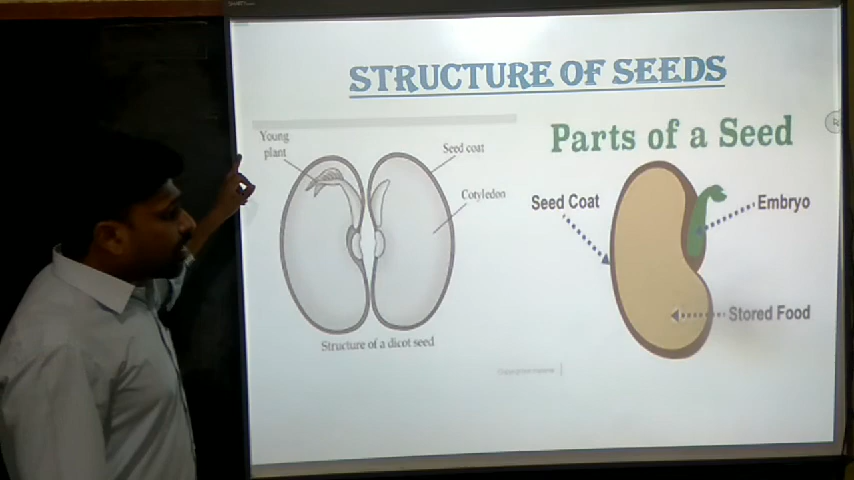 STRUCTURE OF SEEDS
Young
plant
Seed coat
Cotyledon
Structure of a dicot seed
Parts of a Seed
Seed Coat
Embryo
Stored Food